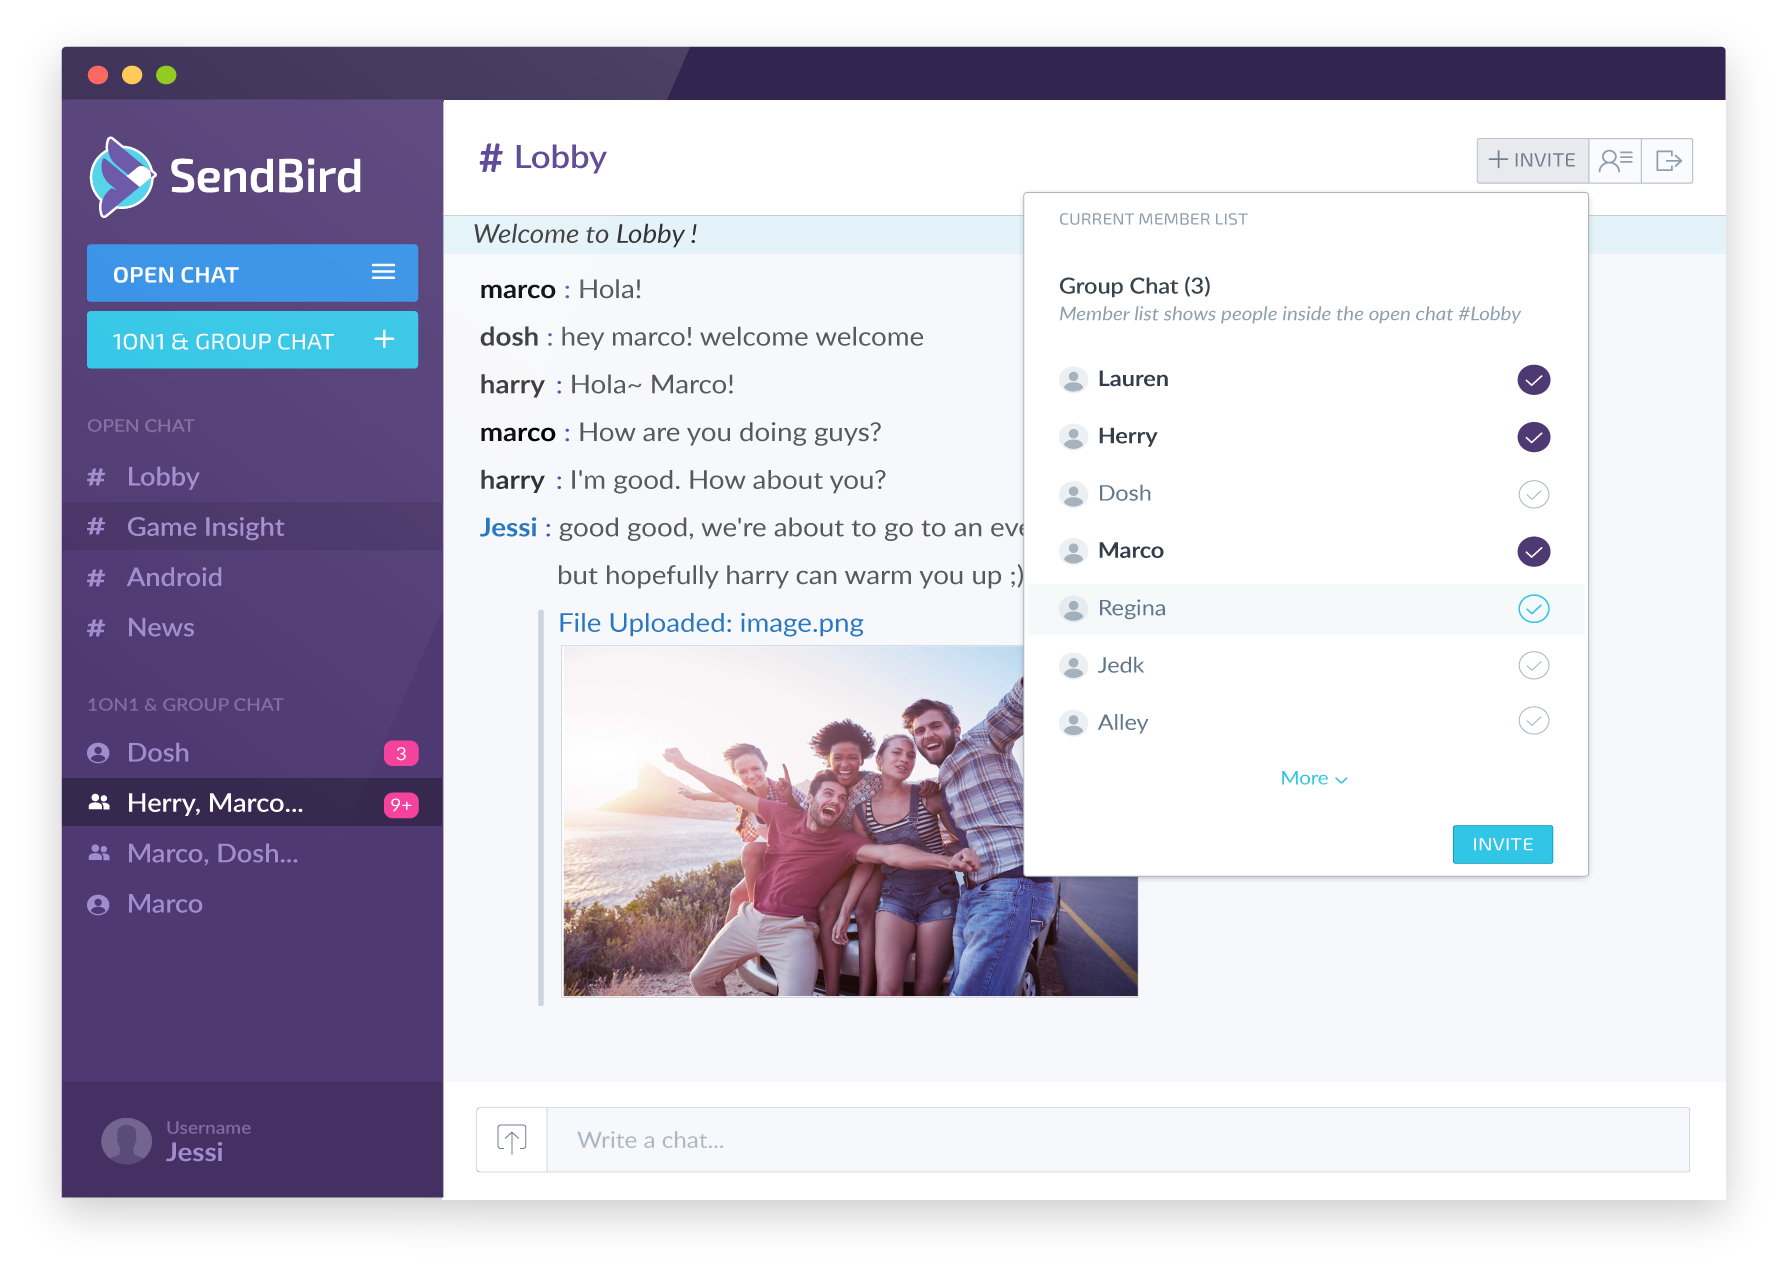 SendBird
OPEN CHAT
1ON1 & GROUP CHAT
OPEN CHAT
# Lobby
# Game Insight
# Android
# News
1ON1 & GROUP CHAT
Dosh 3
Herry, Marco... 9+
Marco, Dosh...
Marco
Username
Jessi
# Lobby
+ INVITE
Welcome to Lobby !
marco : Hola!
dosh : hey marco! welcome welcome
harry : Hola~ Marco!
marco : How are you doing guys?
harry : I'm good. How about you?
Jessi : good good, we're about to go to an eve
but hopefully harry can warm you up ;)
File Uploaded: image.png
Write a chat...
CURRENT MEMBER LIST
Group Chat (3)
Member list shows people inside the open chat #Lobby
Lauren
Herry
Dosh
Marco
Regina
Jedk
Alley
More
INVITE